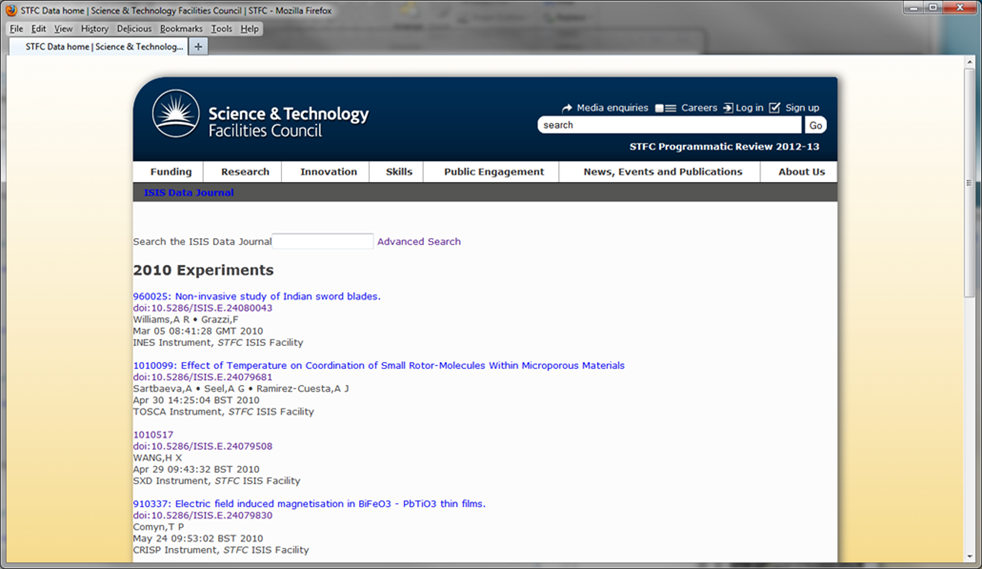 STFC Data home | Science & Technology Facilities Council | STFC - Mozilla Firefox
File Edit View History Delicious Bookmarks Tools Help
STFC Data home | Science & Technolog...
Science & Technology
Facilities Council
Media enquiries Careers Log in Sign up
search Go
STFC Programmatic Review 2012-13
Funding Research Innovation Skills Public Engagement News, Events and Publications About Us
ISIS Data Journal
Search the ISIS Data Journal Advanced Search
2010 Experiments
960025: Non-invasive study of Indian sword blades.
doi:10.5286/ISIS.E.24080043
Williams,A R • Grazzi,F
Mar 05 08:41:28 GMT 2010
INES Instrument, STFC ISIS Facility
1010099: Effect of Temperature on Coordination of Small Rotor-Molecules Within Microporous Materials
doi:10.5286/ISIS.E.24079681
Sartbaeva,A • Seel,A G • Ramirez-Cuesta,A J
Apr 30 14:25:04 BST 2010
TOSCA Instrument, STFC ISIS Facility
1010517
doi:10.5286/ISIS.E.24079508
WANG,H X
Apr 29 09:43:32 BST 2010
SXD Instrument, STFC ISIS Facility
910337: Electric field induced magnetisation in BiFeO3 - PbTiO3 thin films.
doi:10.5286/ISIS.E.24079830
Comyn,T P
May 24 09:53:02 BST 2010
CRISP Instrument, STFC ISIS Facility